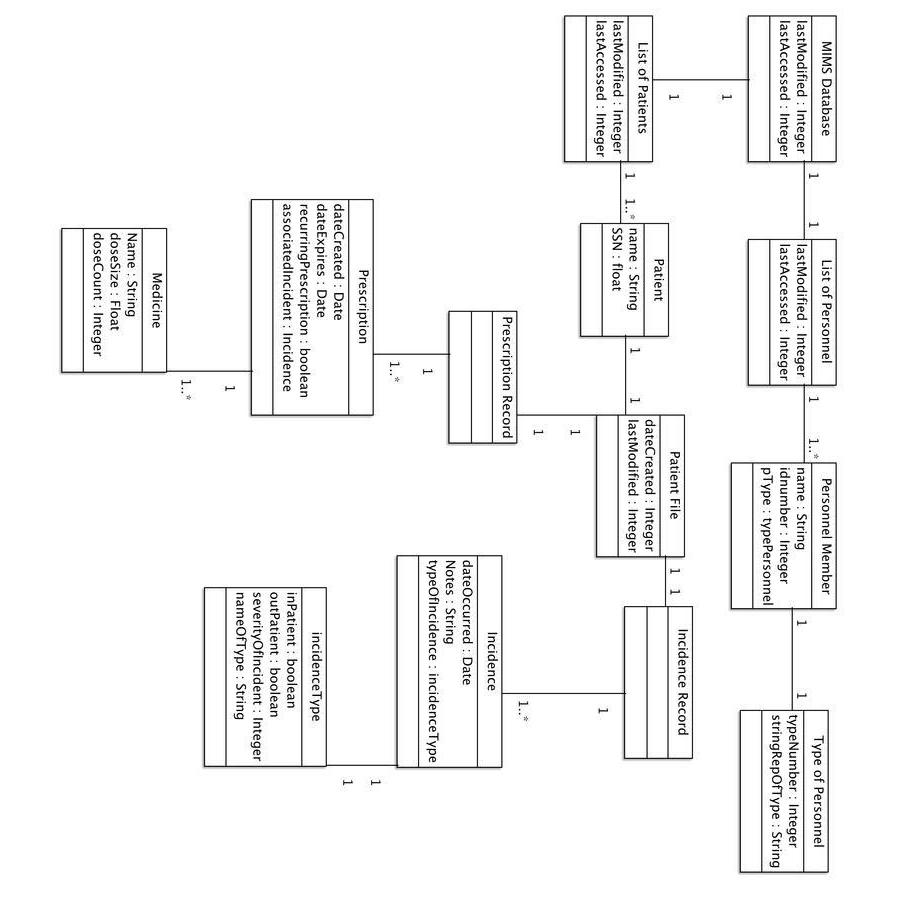 MIMS Database
lastModified : Integer
lastAccessed : Integer
1
1
1
1
List of Personnel
lastModified : Integer
lastAccessed : Integer
1
1..*
Personnel Member
name : String
idnumber : Integer
pType : typePersonnel
1
1
Type of Personnel
typeNumber : Integer
stringRepOfType : String
List of Patients
lastModified : Integer
lastAccessed : Integer
1
1..*
Patient
name : String
SSN : float
1
1
Patient File
dateCreated : Integer
lastModified : Integer
1
1
Incidence Record
1
1
Prescription Record
1
1..*
Prescription
dateCreated : Date
dateExpires : Date
recurringPrescription : boolean
associatedIncident : Incidence
1
1..*
Medicine
Name : String
doseSize : Float
doseCount : Integer
1
1..*
Incidence
dateOccurred : Date
Notes : String
typeOfIncidence : incidenceType
1
1
incidenceType
inPatient : boolean
outPatient : boolean
severityOfIncident : Integer
nameOfType : String